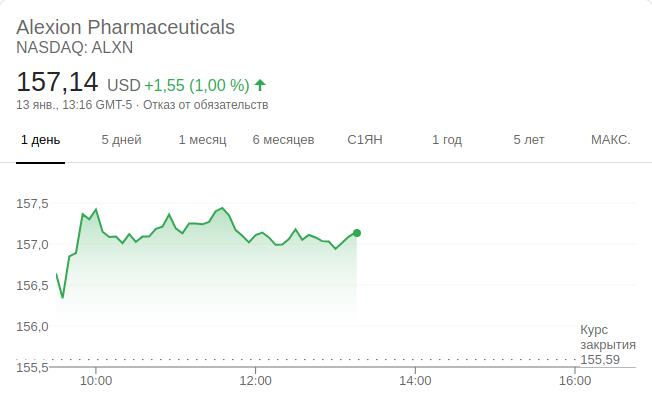 Alexion Pharmaceuticals
NASDAQ: ALXN
157,14 USD +1,55 (1,00 %)
13 янв., 13:16 GMT-5 · Отказ от обязательств
1 день 5 дней 1 месяц 6 месяцев С1ЯН 1 год 5 лет МАКС.
157,5
157,0
156,5
156,0
Курс
закрытия
155,59
155,5
10:00 12:00 14:00 16:00